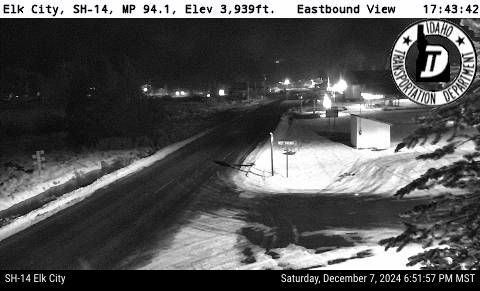 Elk City, SH-14, MP 94.1, Elev 3,939ft. Eastbound View 17:43:42
IDAHO
TRANSPORTATION DEPARTMENT
SH-14 Elk City
Saturday, December 7, 2024 6:51:57 PM MST